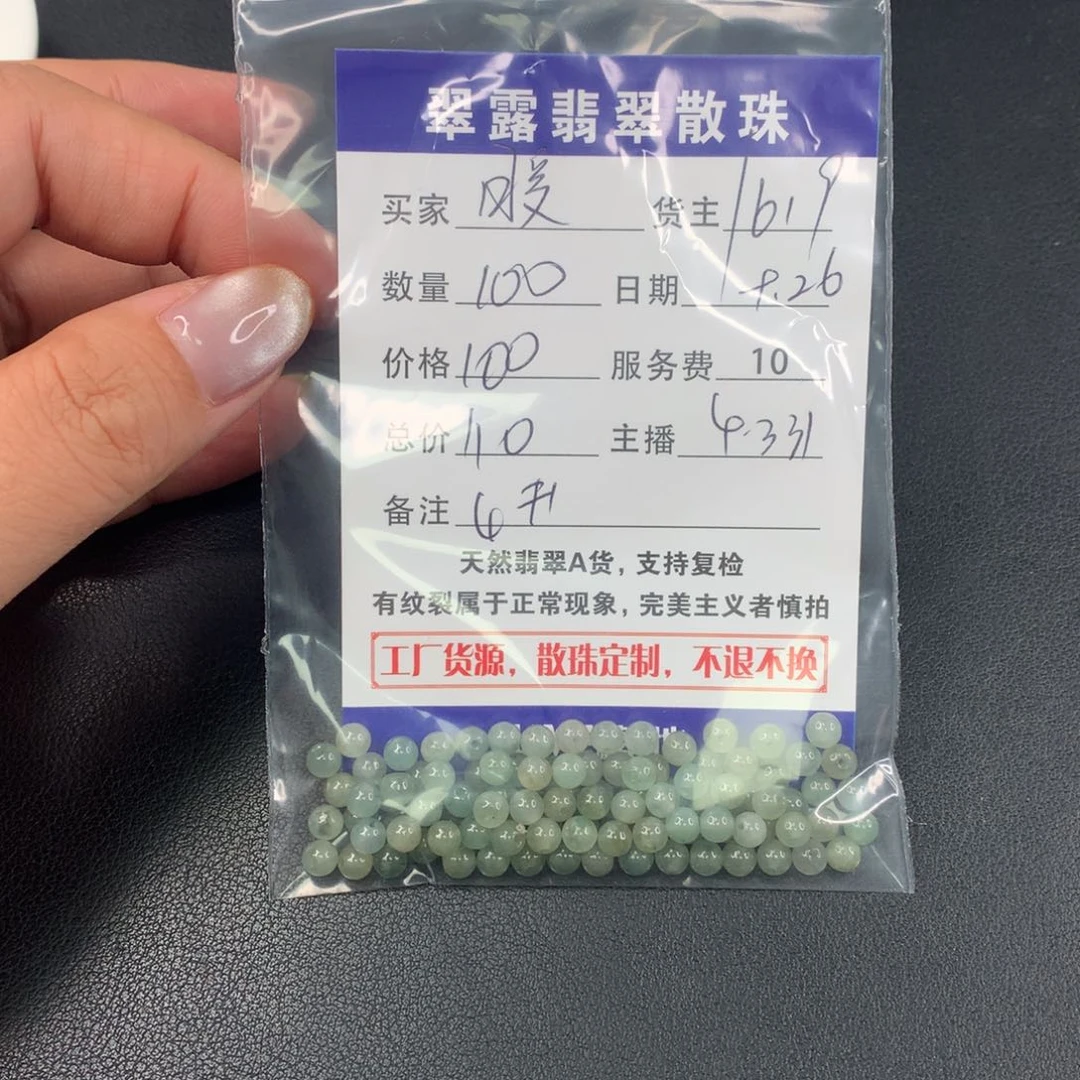 翠露翡翠散珠
买家 货主 1619
数量 100 日期 26
价格 100 服务费 10
总价 110 主播
备注 6
天然翡翠A货，支持复检
有纹裂属于正常现象，完美主义者慎拍
工厂货源，散珠定制，不退不换